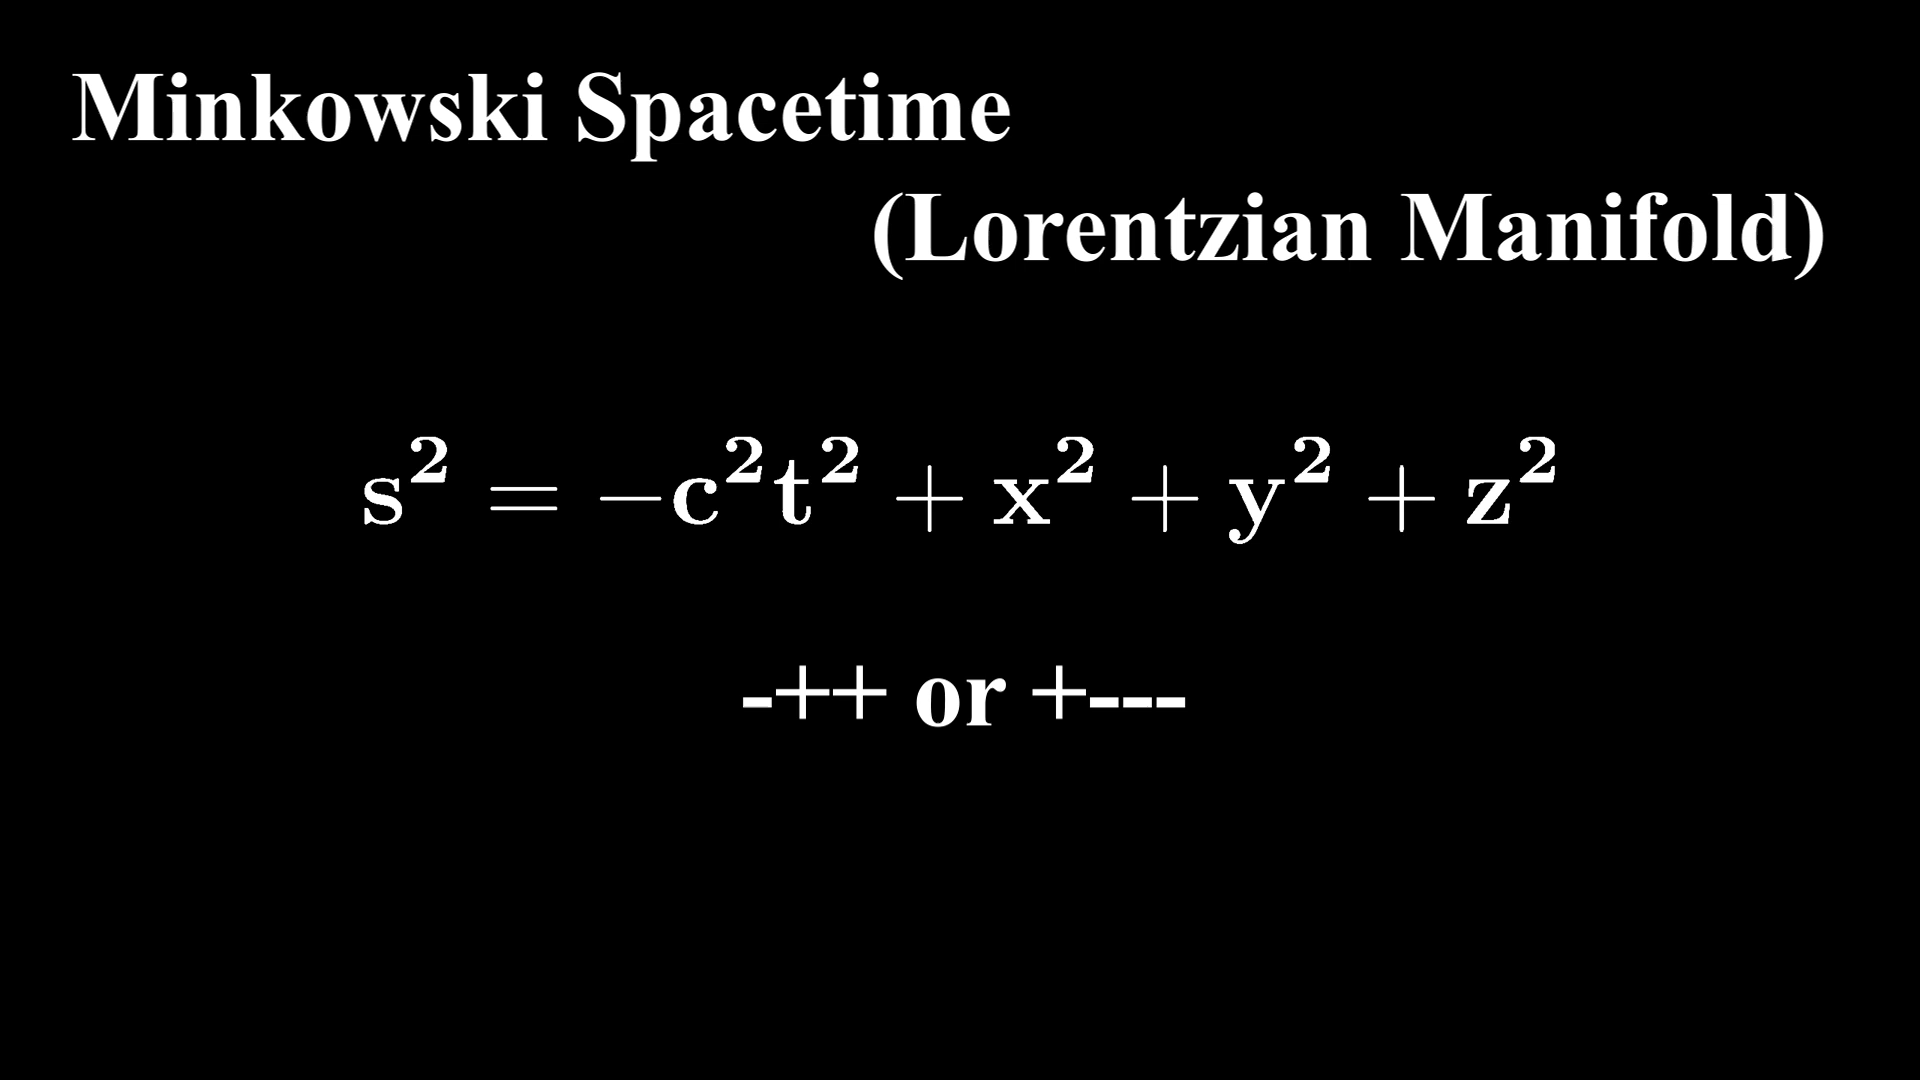 Minkowski Spacetime
(Lorentzian Manifold)
s² = −c²t² + x² + y² + z²
-++ or +---